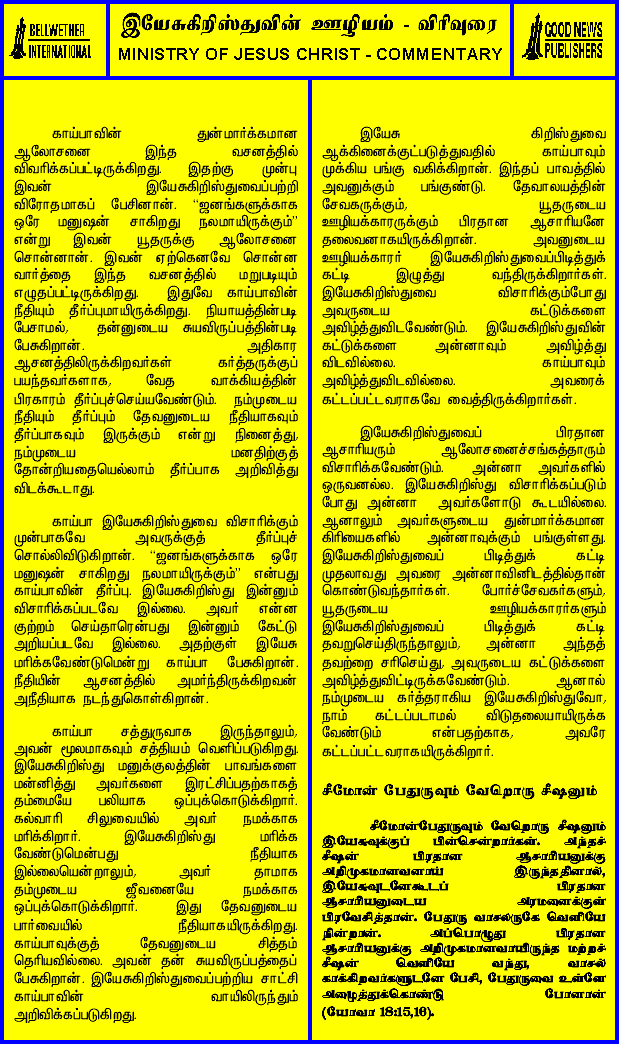 BELLWETHER
INTERNATIONAL
இயேசுகிறிஸ்துவின் ஊழியம் - விரிவுரை
MINISTRY OF JESUS CHRIST - COMMENTARY
GOOD NEWS
PUBLISHERS
காய்பாவின் துன்மார்க்கமான
ஆலோசனை இந்த வசனத்தில்
விவரிக்கப்பட்டிருக்கிறது. இதற்கு முன்பு
இவன் இயேசுகிறிஸ்துவைப்பற்றி
விரோதமாகப் பேசினான். “ஜனங்களுக்காக
ஒரே மனுஷன் சாகிறது நலமாயிருக்கும்”
என்று இவன் யூதருக்கு ஆலோசனை
சொன்னான். இவன் ஏற்கெனவே சொன்ன
வார்த்தை இந்த வசனத்தில் மறுபடியும்
எழுதப்பட்டிருக்கிறது. இதுவே காய்பாவின்
நீதியும் தீர்ப்புமாயிருக்கிறது. நியாயத்தின்படி
பேசாமல், தன்னுடைய சுயவிருப்பத்தின்படி
பேசுகிறான். அதிகார
ஆசனத்திலிருக்கிறவர்கள் கர்த்தருக்குப்
பயந்தவர்களாக, வேத வாக்கியத்தின்
பிரகாரம் தீர்ப்புச்செய்யவேண்டும். நம்முடைய
நீதியும் தீர்ப்பும் தேவனுடைய நீதியாகவும்
தீர்ப்பாகவும் இருக்கும் என்று நினைத்து,
நம்முடைய மனதிற்குத்
தோன்றியதையெல்லாம் தீர்ப்பாக அறிவித்து
விடக்கூடாது.
காய்பா இயேசுகிறிஸ்துவை விசாரிக்கும்
முன்பாகவே அவருக்குத் தீர்ப்புச்
சொல்லிவிடுகிறான். “ஜனங்களுக்காக ஒரே
மனுஷன் சாகிறது நலமாயிருக்கும்” என்பது
காய்பாவின் தீர்ப்பு. இயேசுகிறிஸ்து இன்னும்
விசாரிக்கப்படவே இல்லை. அவர் என்ன
குற்றம் செய்தாரென்பது இன்னும் கேட்டு
அறியப்படவே இல்லை. அதற்குள் இயேசு
மரிக்கவேண்டுமென்று காய்பா பேசுகிறான்.
நீதியின் ஆசனத்தில் அமர்ந்திருக்கிறவன்
அநீதியாக நடந்துகொள்கிறான்.
காய்பா சத்துருவாக இருந்தாலும்,
அவன் மூலமாகவும் சத்தியம் வெளிப்படுகிறது.
இயேசுகிறிஸ்து மனுக்குலத்தின் பாவங்களை
மன்னித்து அவர்களை இரட்சிப்பதற்காகத்
தம்மையே பலியாக ஒப்புக்கொடுக்கிறார்.
கல்வாரி சிலுவையில் அவர் நமக்காக
மரிக்கிறார். இயேசுகிறிஸ்து மரிக்க
வேண்டுமென்பது நீதியாக
இல்லையென்றாலும், அவர் தாமாக
தம்முடைய ஜீவனையே நமக்காக
ஒப்புக்கொடுக்கிறார். இது தேவனுடைய
பார்வையில் நீதியாகயிருக்கிறது.
காய்பாவுக்குத் தேவனுடைய சித்தம்
தெரியவில்லை. அவன் தன் சுயவிருப்பத்தைப்
பேசுகிறான். இயேசுகிறிஸ்துவைப்பற்றிய சாட்சி
காய்பாவின் வாயிலிருந்தும்
அறிவிக்கப்படுகிறது.
இயேசு கிறிஸ்துவை
ஆக்கினைக்குட்படுத்துவதில் காய்பாவும்
முக்கிய பங்கு வகிக்கிறான். இந்தப் பாவத்தில்
அவனுக்கும் பங்குண்டு. தேவாலயத்தின்
சேவகருக்கும், யூதருடைய
ஊழியக்காரருக்கும் பிரதான ஆசாரியனே
தலைவனாகயிருக்கிறான். அவனுடைய
ஊழியக்காரர் இயேசுகிறிஸ்துவைப்பிடித்துக்
கட்டி இழுத்து வந்திருக்கிறார்கள்.
இயேசுகிறிஸ்துவை விசாரிக்கும்போது
அவருடைய கட்டுக்களை
அவிழ்த்துவிடவேண்டும். இயேசுகிறிஸ்துவின்
கட்டுக்களை அன்னாவும் அவிழ்த்து
விடவில்லை. காய்பாவும்
அவிழ்த்துவிடவில்லை. அவரைக்
கட்டப்பட்டவராகவே வைத்திருக்கிறார்கள்.
இயேசுகிறிஸ்துவைப் பிரதான
ஆசாரியரும் ஆலோசனைச்சங்கத்தாரும்
விசாரிக்கவேண்டும். அன்னா அவர்களில்
ஒருவனல்ல. இயேசுகிறிஸ்து விசாரிக்கப்படும்
போது அன்னா அவர்களோடு கூடயில்லை.
ஆனாலும் அவர்களுடைய துன்மார்க்கமான
கிரியைகளில் அன்னாவுக்கும் பங்குள்ளது.
இயேசுகிறிஸ்துவைப் பிடித்துக் கட்டி
முதலாவது அவரை அன்னாவினிடத்தில்தான்
கொண்டுவந்தார்கள். போர்ச்சேவகர்களும்,
யூதருடைய ஊழியக்காரர்களும்
இயேசுகிறிஸ்துவைப் பிடித்துக் கட்டி
தவறுசெய்திருந்தாலும், அன்னா அந்தத்
தவற்றை சரிசெய்து, அவருடைய கட்டுக்களை
அவிழ்த்துவிட்டிருக்கவேண்டும். ஆனால்
நம்முடைய கர்த்தராகிய இயேசுகிறிஸ்துவோ,
நாம் கட்டப்படாமல் விடுதலையாயிருக்க
வேண்டும் என்பதற்காக, அவரே
கட்டப்பட்டவராகயிருக்கிறார்.
சீமோன் பேதுருவும் வேறொரு சீஷனும்
சீமோன்பேதுருவும் வேறொரு சீஷனும்
இயேசுவுக்குப் பின்சென்றார்கள். அந்தச்
சீஷன் பிரதான ஆசாரியனுக்கு
அறிமுகமானவனாய் இருந்ததினால்,
இயேசுவுடனேகூடப் பிரதான
ஆசாரியனுடைய அரமனைக்குள்
பிரவேசித்தான். பேதுரு வாசலருகே வெளியே
நின்றான். அப்பொழுது பிரதான
ஆசாரியனுக்கு அறிமுகமானவாயிருந்த மற்றச்
சீஷன் வெளியே வந்து, வாசல்
காக்கிறவர்களுடனே பேசி, பேதுருவை உள்ளே
அழைத்துக்கொண்டு போனான்
(யோவா 18:15,16).